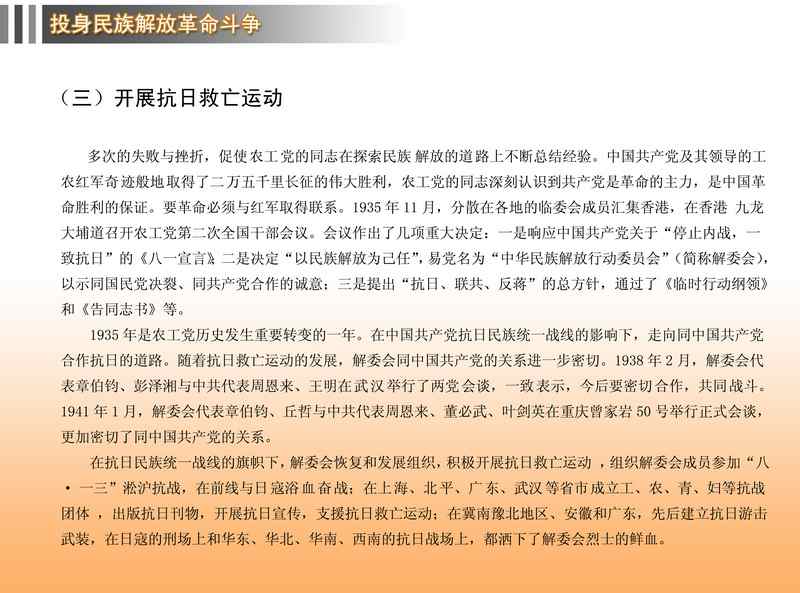 投身民族解放革命斗争
（三）开展抗日救亡运动
多次的失败与挫折，促使农工党的同志在探索民族 解放的道路上不断总结经验。中国共产党及其领导的工
农红军奇迹般地取得了二万五千里长征的伟大胜利，农工党的同志深刻认识到共产党是革命的主力，是中国革
命胜利的保证。要革命必须与红军取得联系。1935 年 11 月，分散在各地的临委会成员汇集香港，在香港 九龙
大埔道召开农工党第二次全国干部会议。会议作出了几项重大决定：一是响应中国共产党关于“停止内战，一
致抗日”的《八一宣言》；二是决定“以民族解放为己任”，易党名为“中华民族解放行动委员会”（简称解委会），
以示同国民党决裂、同共产党合作的诚意；三是提出“抗日、联共、反蒋”的总方针，通过了《临时行动纲领》
和《告同志书》等。
1935 年是农工党历史发生重要转变的一年。在中国共产党抗日民族统一战线的影响下，走向同中国共产党
合作抗日的道路。随着抗日救亡运动的发展，解委会同中国共产党的关系进一步密切。1938 年 2 月，解委会代
表章伯钧、彭泽湘与中共代表周恩来、王明在武汉举行了两党会谈，一致表示，今后要密切合作，共同战斗。
1941 年 1 月，解委会代表章伯钧、丘哲与中共代表周恩来、董必武、叶剑英在重庆曾家岩 50 号举行正式会谈，
更加密切了同中国共产党的关系。
在抗日民族统一战线的旗帜下，解委会恢复和发展组织，积极开展抗日救亡运动 ，组织解委会成员参加“八
·一三”淞沪抗战，在前线与日寇浴血奋战；在上海、北平、广东、武汉等省市成立工、农、青、妇等抗战
团体 ，出版抗日刊物，开展抗日宣传，支援抗日救亡运动；在冀南豫北地区、安徽和广东，先后建立抗日游击
武装，在日寇的刑场上和华东、华北、华南、西南的抗日战场上，都洒下了解委会烈士的鲜血。